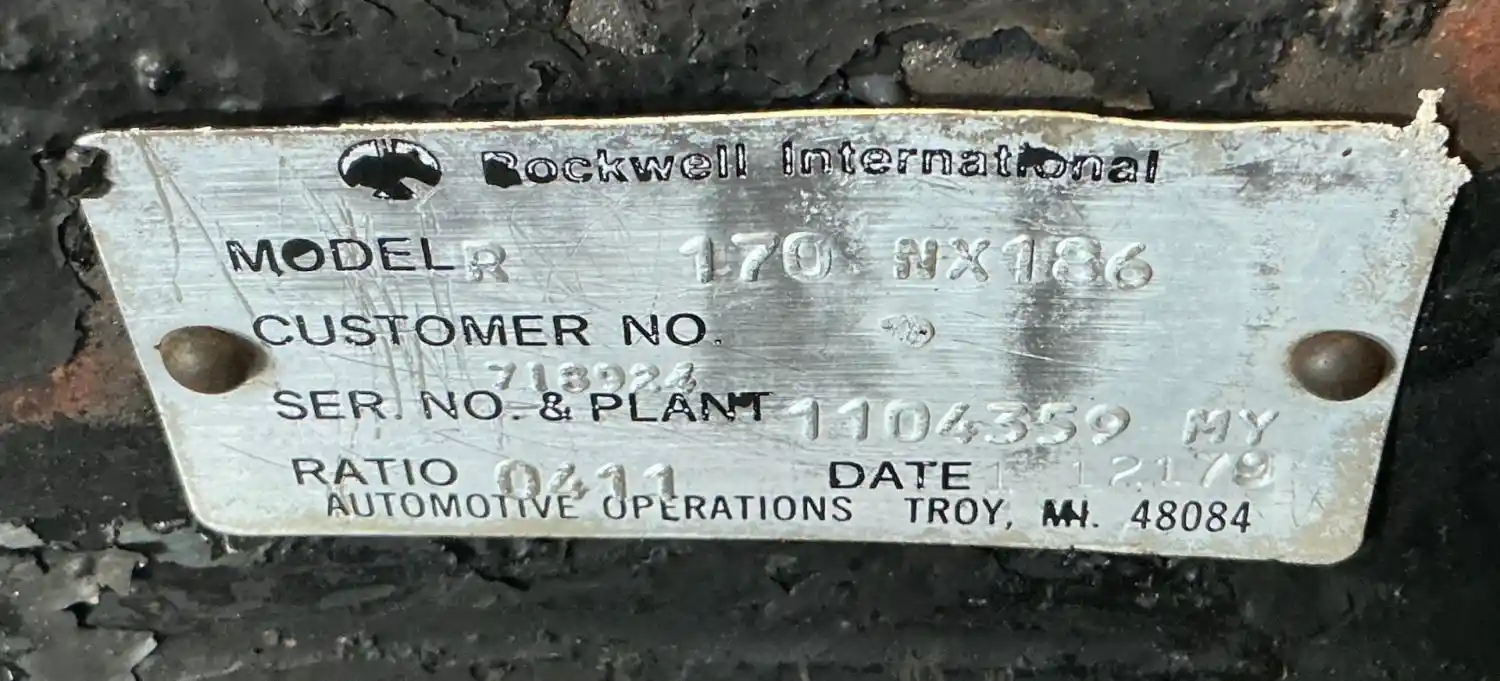 Rockwell International
MODEL R 170 NX186
CUSTOMER NO.
718924
SER. NO. & PLANT 1104359 MY
RATIO 0411 DATE 1 12179
AUTOMOTIVE OPERATIONS TROY, MI. 48084